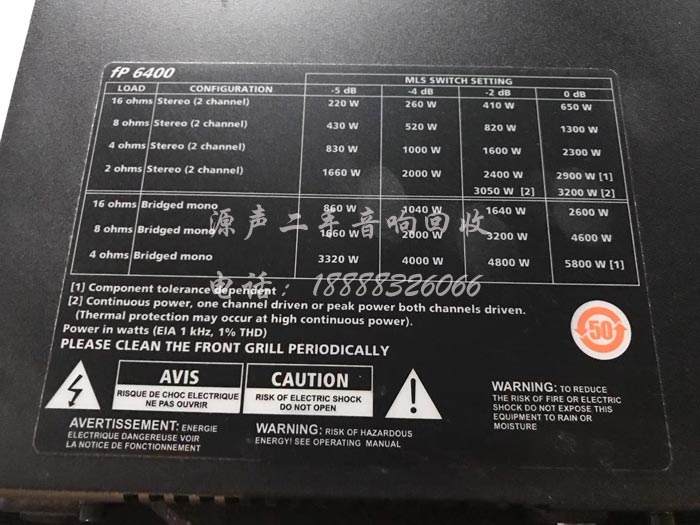 fP 6400
MLS SWITCH SETTING
LOAD CONFIGURATION -5 dB -4 dB -2 dB 0 dB
16 ohms Stereo (2 channel) 220 W 260 W 410 W 650 W
8 ohms Stereo (2 channel) 430 W 520 W 820 W 1300 W
4 ohms Stereo (2 channel) 830 W 1000 W 1600 W 2300 W
2 ohms Stereo (2 channel) 1660 W 2000 W 2400 W 2900 W [1]
3050 W [2] 3200 W [2]
16 ohms Bridged mono 860 W 1040 W 1640 W 2600 W
源声二手音响回收
8 ohms Bridged mono 1660 W 2000 W 3200 W 4600 W
4 ohms Bridged mono 3320 W 4000 W 4800 W 5800 W [1]
电话：18888326066
[1] Component tolerance dependent
[2] Continuous power, one channel driven or peak power both channels driven.
(Thermal protection may occur at high continuous power).
Power in watts (EIA 1 kHz, 1% THD)
PLEASE CLEAN THE FRONT GRILL PERIODICALLY
50
AVIS
RISQUE DE CHOC ELECTRIQUE
NE PAS OUVRIR
CAUTION
RISK OF ELECTRIC SHOCK
DO NOT OPEN
WARNING: TO REDUCE
THE RISK OF FIRE OR ELECTRIC
SHOCK DO NOT EXPOSE THIS
EQUIPMENT TO RAIN OR
MOISTURE
AVERTISSEMENT: ENERGIE
ELECTRIQUE DANGEREUSE VOIR
LA NOTICE DE FONCTIONNEMENT
WARNING: RISK OF HAZARDOUS
ENERGY! SEE OPERATING MANUAL